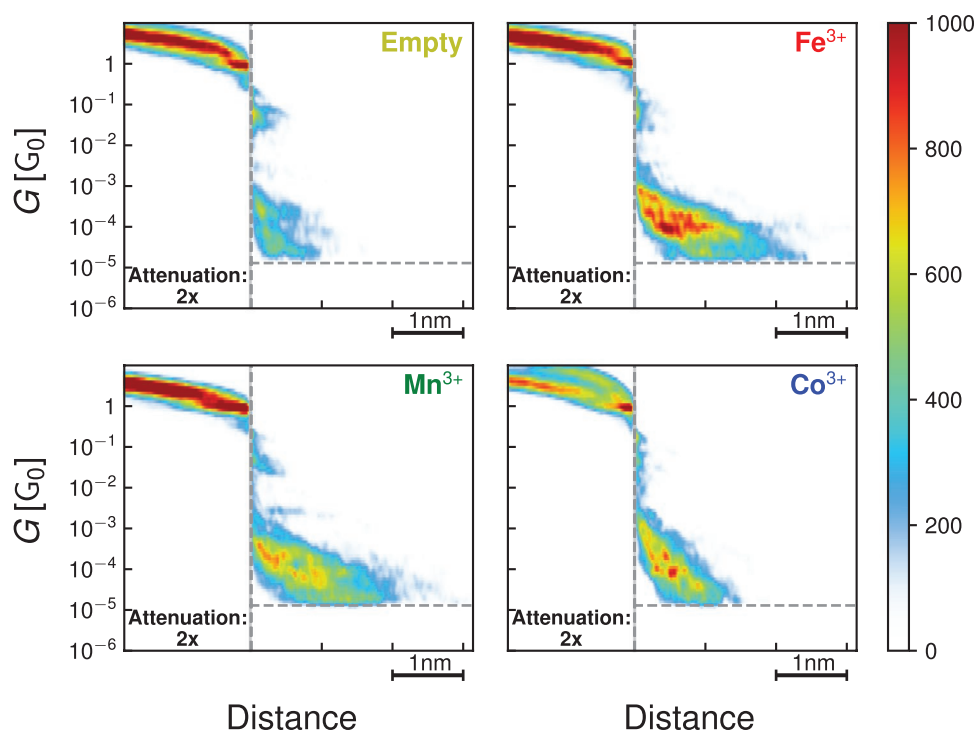 Empty
Fe³⁺
1000
1
10⁻¹
10⁻²
10⁻³
10⁻⁴
10⁻⁵
10⁻⁶
G [G₀]
Attenuation:
2x
Attenuation:
2x
1nm
1nm
800
600
400
200
0
Mn³⁺
Co³⁺
1
10⁻¹
10⁻²
10⁻³
10⁻⁴
10⁻⁵
10⁻⁶
G [G₀]
Attenuation:
2x
Attenuation:
2x
1nm
1nm
Distance
Distance